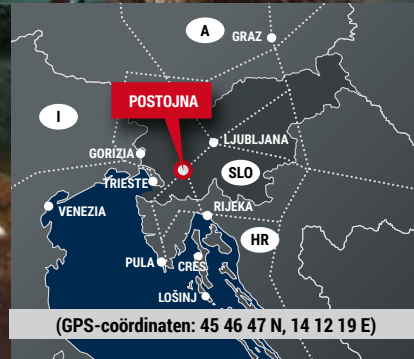 A
GRAZ
POSTOJNA
I
LJUBLJANA
GORIZIA
SLO
TRIESTE
VENEZIA
RIJEKA
HR
PULA
CRES
LOŠINJ
(GPS-coördinaten: 45 46 47 N, 14 12 19 E)